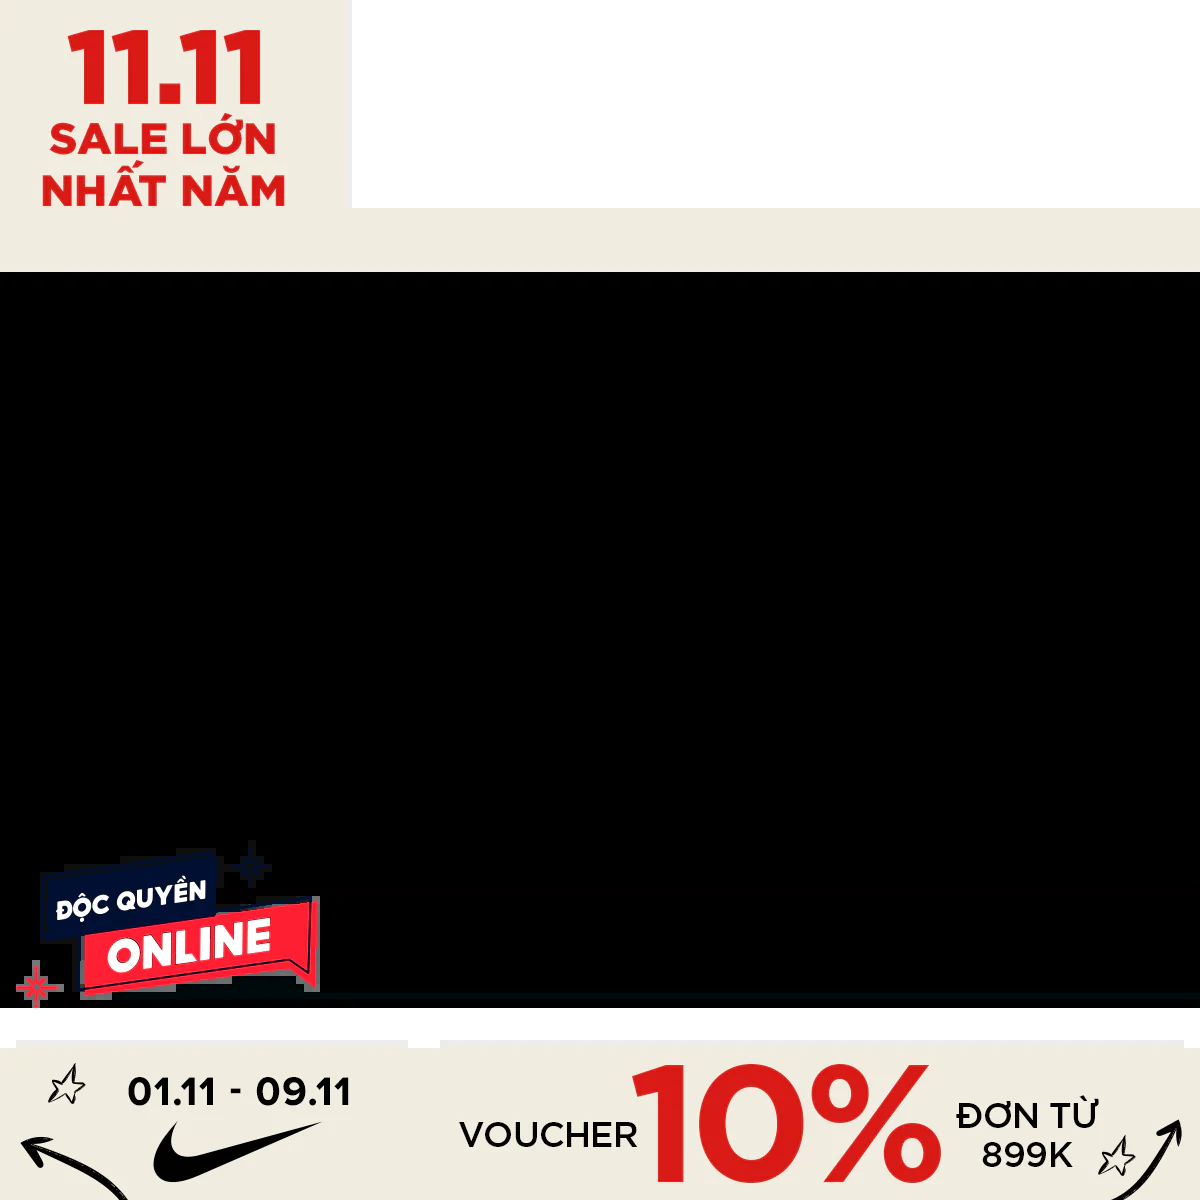 11.11
SALE LỚN
NHẤT NĂM
ĐỘC QUYỀN
ONLINE
01.11 - 09.11
VOUCHER 10% ĐƠN TỪ
899K